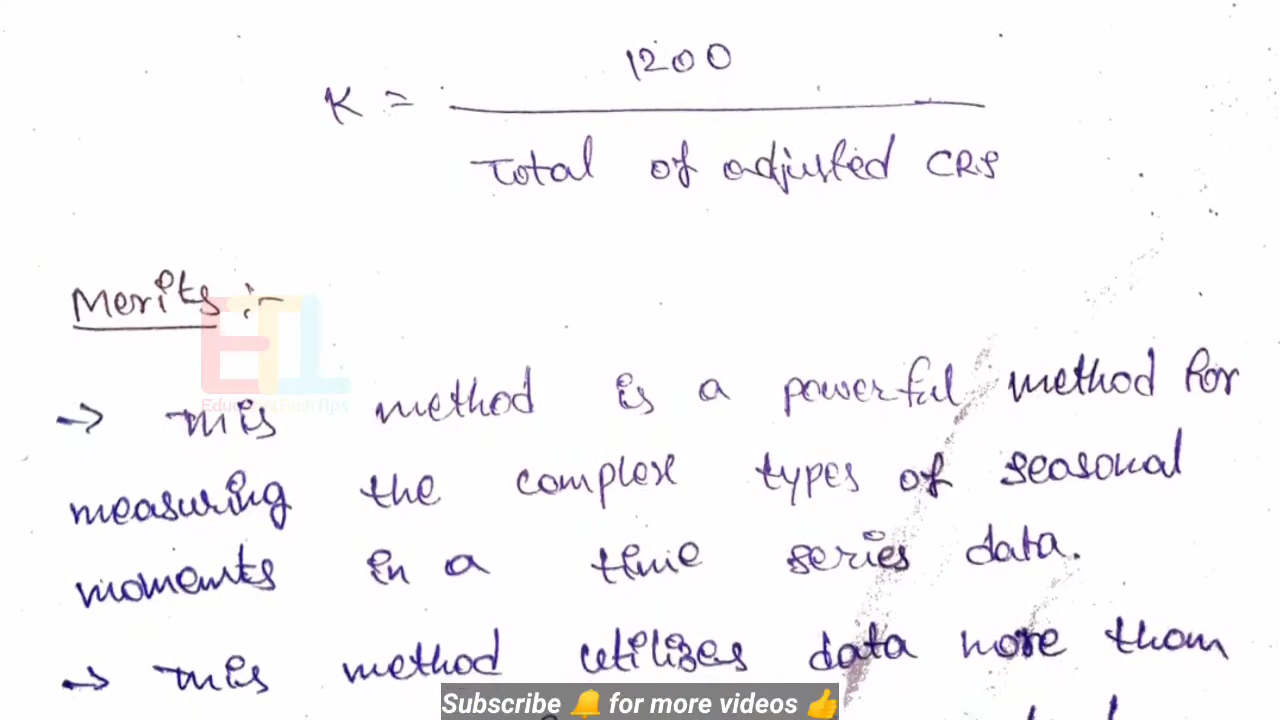 1200
K = 
Total of adjusted CRS
Merits :-
→ This method is a powerful method for
measuring the complex types of seasonal
moments in a time series data.
→ This method utilizes data more than
Subscribe 🔔 for more videos 👍